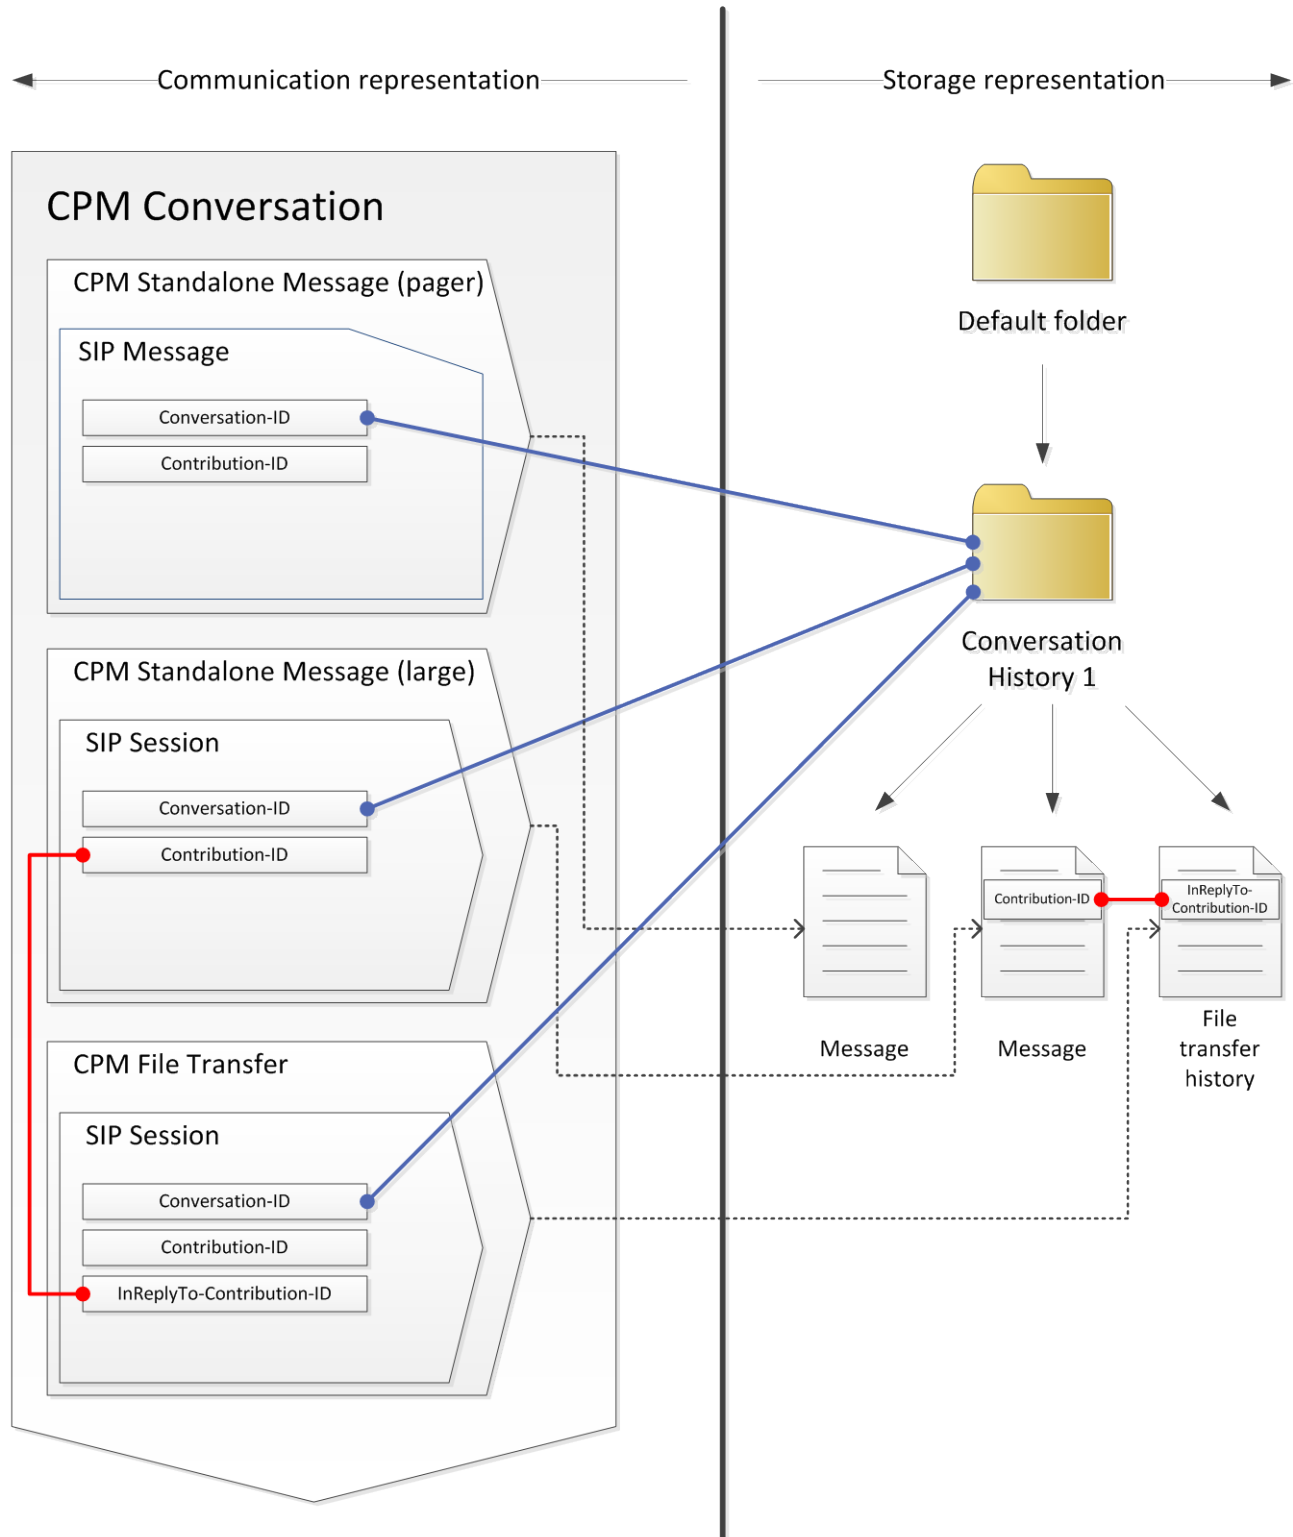 Communication representation
Storage representation
CPM Conversation
CPM Standalone Message (pager)
SIP Message
Conversation-ID
Contribution-ID
CPM Standalone Message (large)
SIP Session
Conversation-ID
Contribution-ID
CPM File Transfer
SIP Session
Conversation-ID
Contribution-ID
InReplyTo-Contribution-ID
Default folder
Conversation
History 1
Contribution-ID
InReplyTo-
Contribution-ID
Message
Message
File
transfer
history